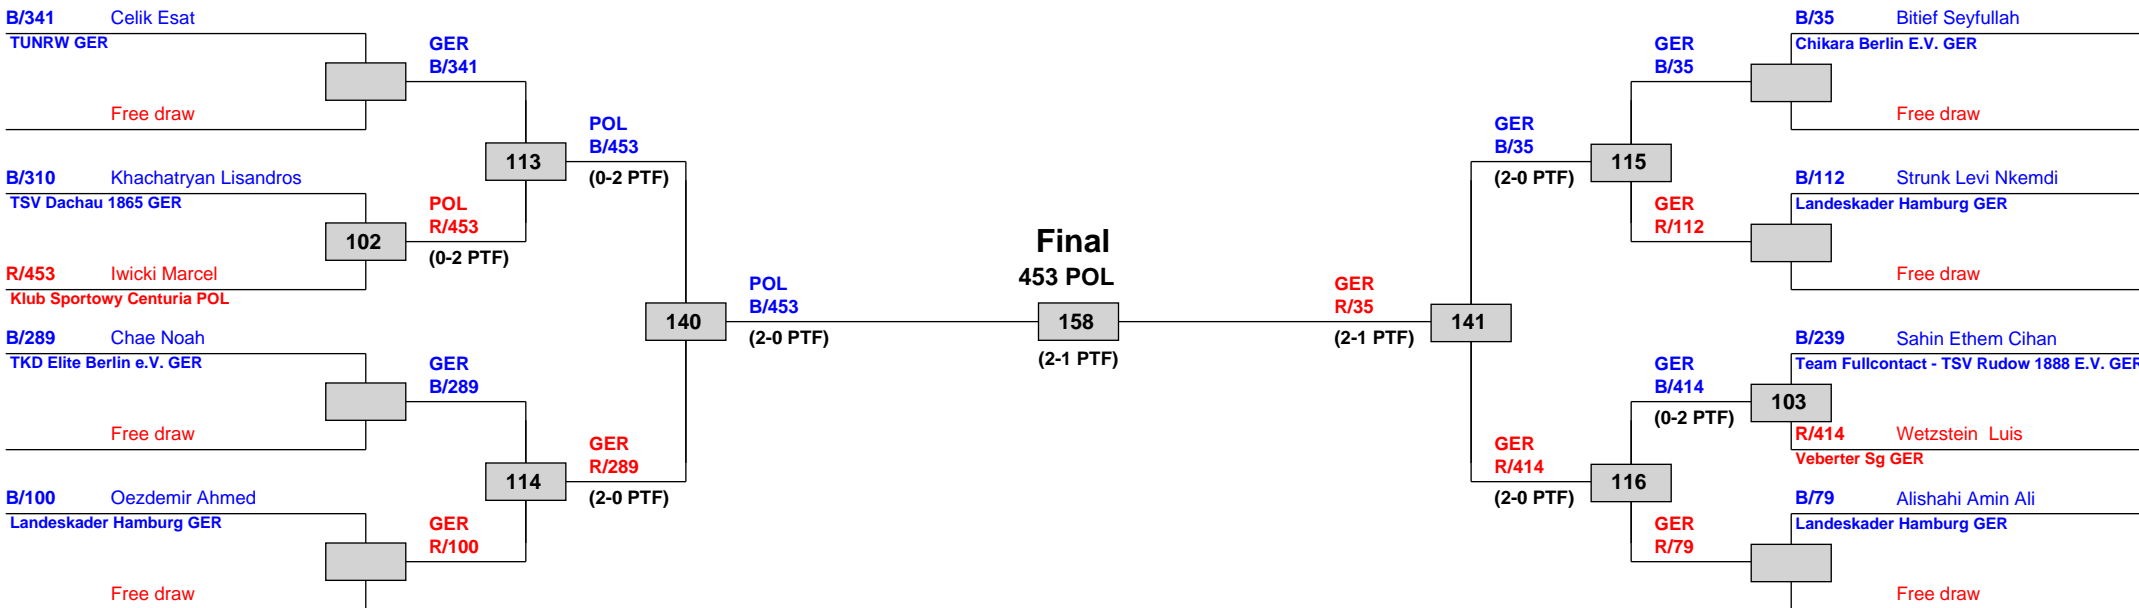 B/341 Celik Esat
TUNRW GER
Free draw
GER
B/341
B/310 Khachatryan Lisandros
TSV Dachau 1865 GER
102
R/453 Iwicki Marcel
Klub Sportowy Centuria POL
POL
R/453
(0-2 PTF)
113
POL
B/453
(0-2 PTF)
B/289 Chae Noah
TKD Elite Berlin e.V. GER
Free draw
GER
B/289
B/100 Oezdemir Ahmed
Landeskader Hamburg GER
Free draw
GER
R/100
114
GER
R/289
(2-0 PTF)
140
POL
B/453
(2-0 PTF)
Final
453 POL
158
(2-1 PTF)
GER
R/35
(2-1 PTF)
141
GER
B/35
(2-0 PTF)
115
GER
B/35
B/35 Bitief Seyfullah
Chikara Berlin E.V. GER
Free draw
GER
R/112
B/112 Strunk Levi Nkemdi
Landeskader Hamburg GER
Free draw
GER
R/414
(2-0 PTF)
116
GER
B/414
(0-2 PTF)
B/239 Sahin Ethem Cihan
Team Fullcontact - TSV Rudow 1888 E.V. GER
103
R/414 Wetzstein Luis
Veberter Sg GER
GER
R/79
B/79 Alishahi Amin Ali
Landeskader Hamburg GER
Free draw